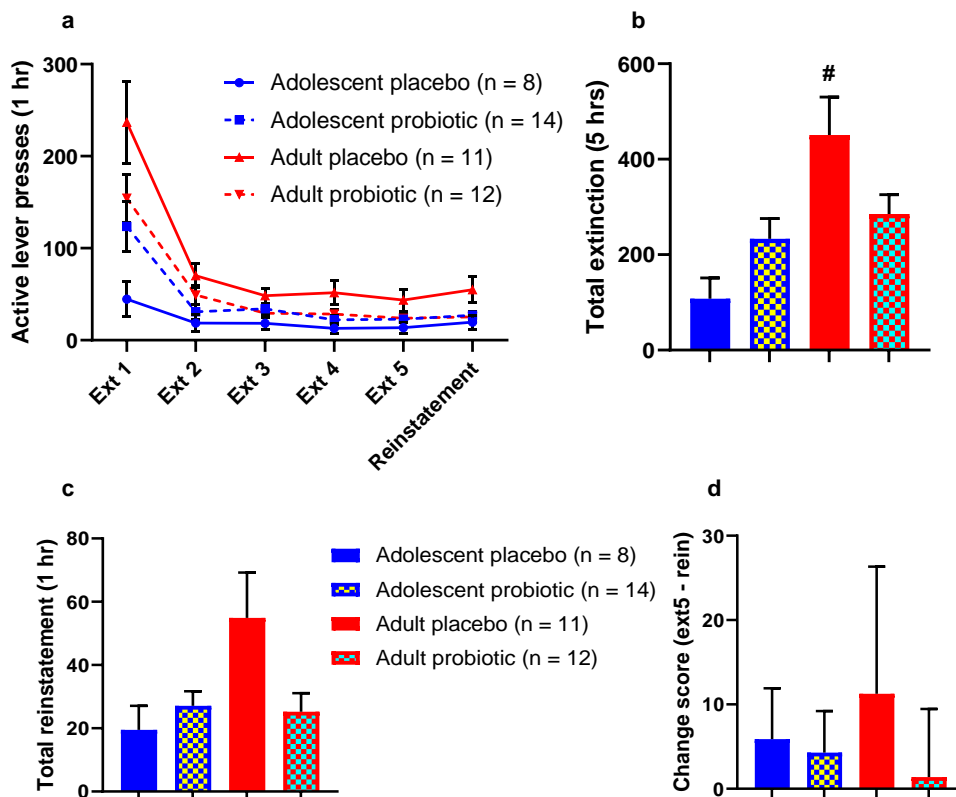 a
Active lever presses (1 hr)
300
200
100
0
Adolescent placebo (n = 8)
Adolescent probiotic (n = 14)
Adult placebo (n = 11)
Adult probiotic (n = 12)
Ext 1
Ext 2
Ext 3
Ext 4
Ext 5
Reinstatement
b
Total extinction (5 hrs)
600
400
200
0
#
c
Total reinstatement (1 hr)
80
60
40
20
0
Adolescent placebo (n = 8)
Adolescent probiotic (n = 14)
Adult placebo (n = 11)
Adult probiotic (n = 12)
d
Change score (ext5 - rein)
30
20
10
0